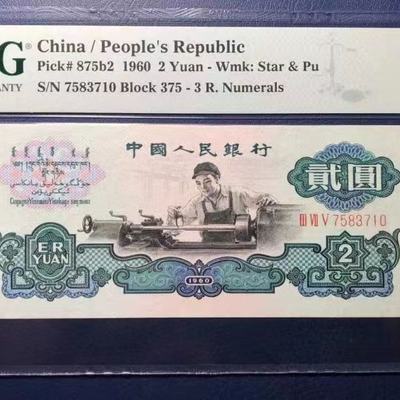 G®
ANTY
China / People's Republic
Pick# 875b2 1960 2 Yuan - Wmk: Star & Pu
S/N 7583710 Block 375 - 3 R. Numerals
中國人民銀行
貳圓
III VII V 7583710
ER
YUAN
1960
2